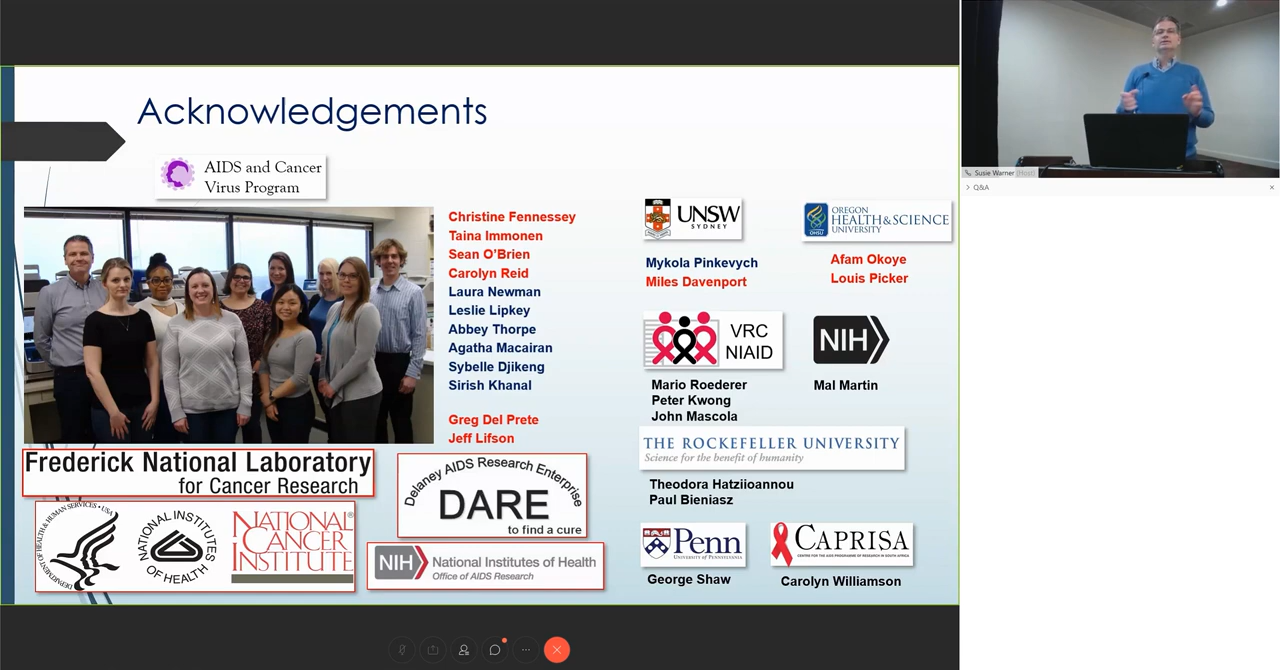 Acknowledgements
AIDS and Cancer
Virus Program
Christine Fennessey
Taina Immonen
Sean O'Brien
Carolyn Reid
Laura Newman
Leslie Lipkey
Abbey Thorpe
Agatha Macairan
Sybelle Djikeng
Sirish Khanal
Greg Del Prete
Jeff Lifson
Frederick National Laboratory
for Cancer Research
DEPARTMENT OF HEALTH & HUMAN SERVICES • USA
NATIONAL INSTITUTES
OF HEALTH
NATIONAL
CANCER
INSTITUTE
®
Delaney AIDS Research Enterprise
DARE
to find a cure
NIH
National Institutes of Health
Office of AIDS Research
UNSW
SYDNEY
Mykola Pinkevych
Miles Davenport
OHSU
OREGON
HEALTH&SCIENCE
UNIVERSITY
Afam Okoye
Louis Picker
VRC
NIAID
Mario Roederer
Peter Kwong
John Mascola
NIH
Mal Martin
THE ROCKEFELLER UNIVERSITY
Science for the benefit of humanity
Theodora Hatziioannou
Paul Bieniasz
Penn
UNIVERSITY OF PENNSYLVANIA
George Shaw
CAPRISA
CENTRE FOR THE AIDS PROGRAMME OF RESEARCH IN SOUTH AFRICA
Carolyn Williamson
Susie Warner (Host)
Q&A